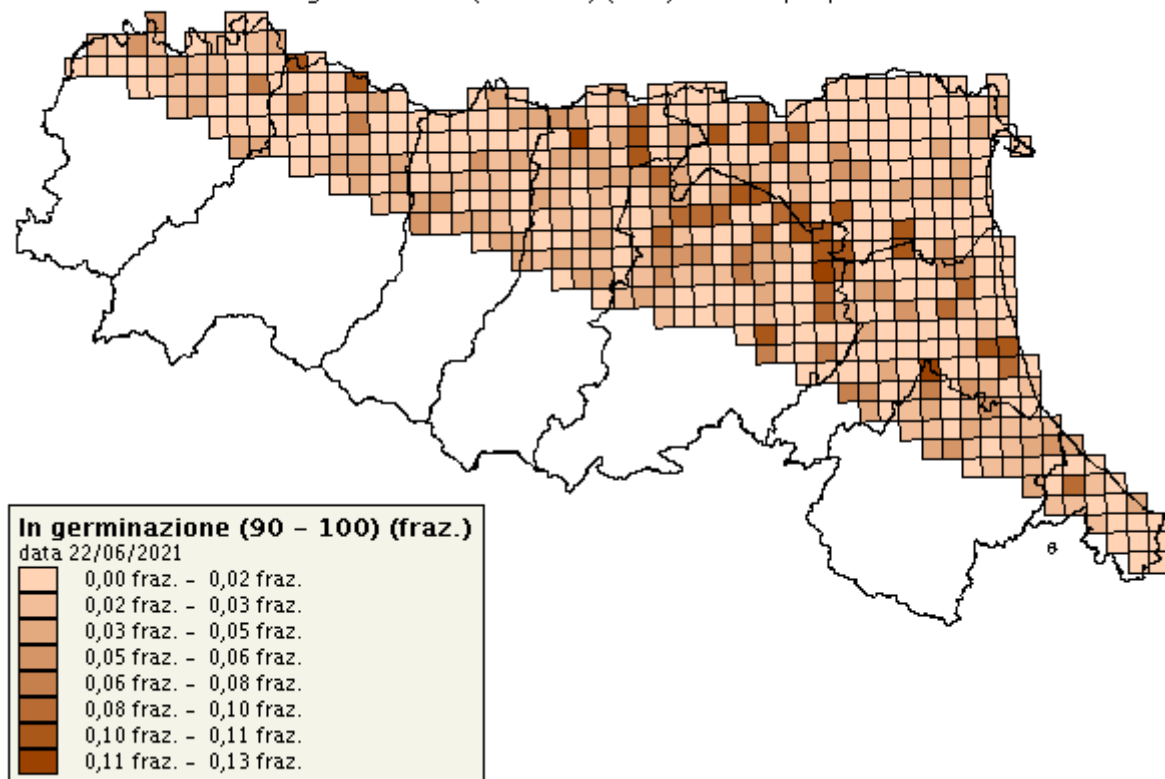 In germinazione (90 – 100) (fraz.)
data 22/06/2021
0,00 fraz. – 0,02 fraz.
0,02 fraz. – 0,03 fraz.
0,03 fraz. – 0,05 fraz.
0,05 fraz. – 0,06 fraz.
0,06 fraz. – 0,08 fraz.
0,08 fraz. – 0,10 fraz.
0,10 fraz. – 0,11 fraz.
0,11 fraz. – 0,13 fraz.